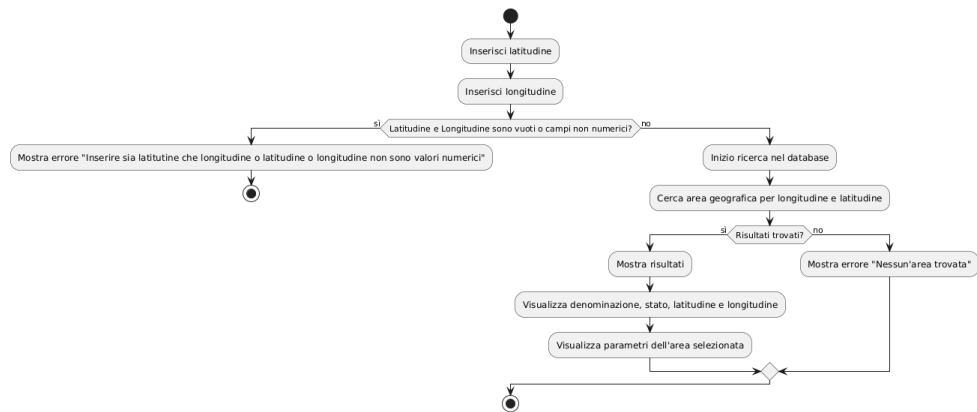 Inserisci latitudine
Inserisci longitudine
sì
Latitudine e Longitudine sono vuoti o campi non numerici?
no
Mostra errore "Inserire sia latitutine che longitudine o latitudine o longitudine non sono valori numerici"
Inizio ricerca nel database
Cerca area geografica per longitudine e latitudine
sì
Risultati trovati?
no
Mostra risultati
Mostra errore "Nessun'area trovata"
Visualizza denominazione, stato, latitudine e longitudine
Visualizza parametri dell'area selezionata